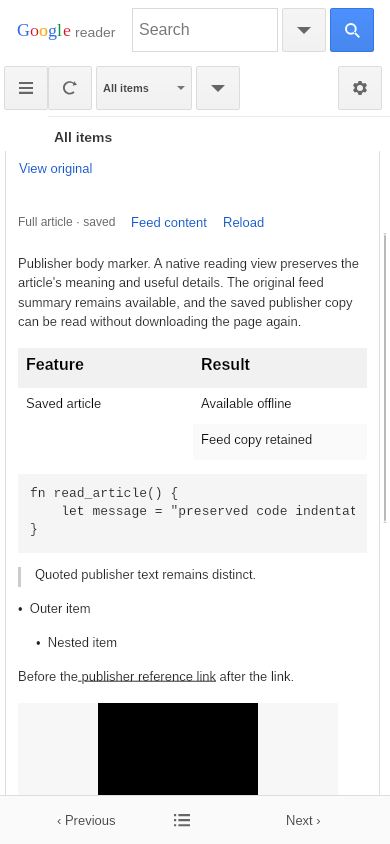 Google reader
Search
All items
All items
View original
Full article · saved Feed content Reload
Publisher body marker. A native reading view preserves the
article's meaning and useful details. The original feed
summary remains available, and the saved publisher copy
can be read without downloading the page again.
Feature Result
Saved article Available offline
Feed copy retained
fn read_article() {
    let message = "preserved code indentat
}
Quoted publisher text remains distinct.
• Outer item
• Nested item
Before the publisher reference link after the link.
‹ Previous Next ›